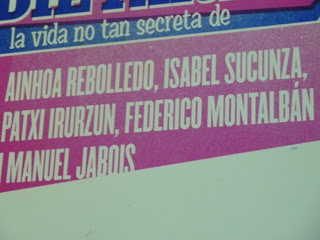 la vida no tan secreta de
AINHOA REBOLLEDO, ISABEL SUCUNZA,
PATXI IRURZUN, FEDERICO MONTALBÁN
I MANUEL JABOIS